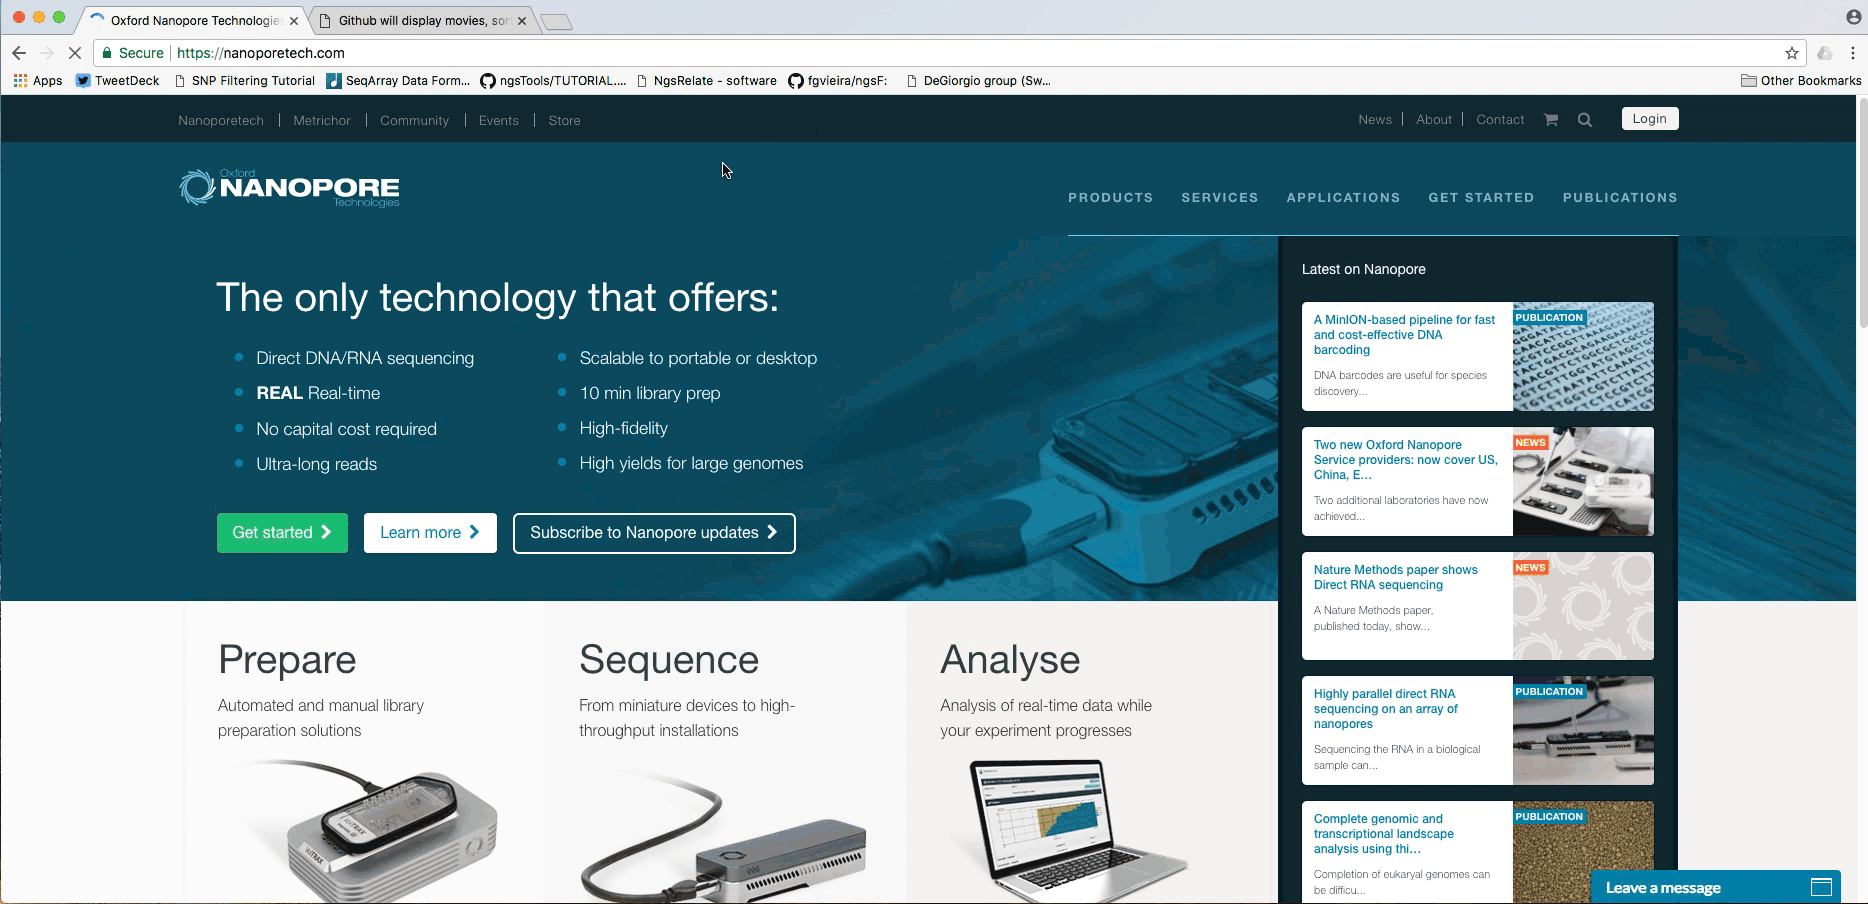 Oxford Nanopore Technologies
Github will display movies, sor
Secure
https://nanoporetech.com
Apps
TweetDeck
SNP Filtering Tutorial
SeqArray Data Form...
ngsTools/TUTORIAL....
NgsRelate - software
fgvieira/ngsF:
DeGiorgio group (Sw...
Other Bookmarks
Nanoporetech | Metrichor | Community | Events | Store
News | About | Contact
Login
Oxford
NANOPORE
Technologies
PRODUCTS SERVICES APPLICATIONS GET STARTED PUBLICATIONS
The only technology that offers:
Direct DNA/RNA sequencing
REAL Real-time
No capital cost required
Ultra-long reads
Scalable to portable or desktop
10 min library prep
High-fidelity
High yields for large genomes
Get started
Learn more
Subscribe to Nanopore updates
Latest on Nanopore
A MinION-based pipeline for fast
and cost-effective DNA
barcoding
DNA barcodes are useful for species
discovery...
PUBLICATION
Two new Oxford Nanopore
Service providers: now cover US,
China, E...
Two additional laboratories have now
achieved...
NEWS
Nature Methods paper shows
Direct RNA sequencing
A Nature Methods paper,
published today, show...
NEWS
Highly parallel direct RNA
sequencing on an array of
nanopores
Sequencing the RNA in a biological
sample can...
PUBLICATION
Complete genomic and
transcriptional landscape
analysis using thi...
Completion of eukaryal genomes can
be difficu...
PUBLICATION
Prepare
Automated and manual library
preparation solutions
Sequence
From miniature devices to high-
throughput installations
Analyse
Analysis of real-time data while
your experiment progresses
VolTRAX
VolTRAX
Leave a message